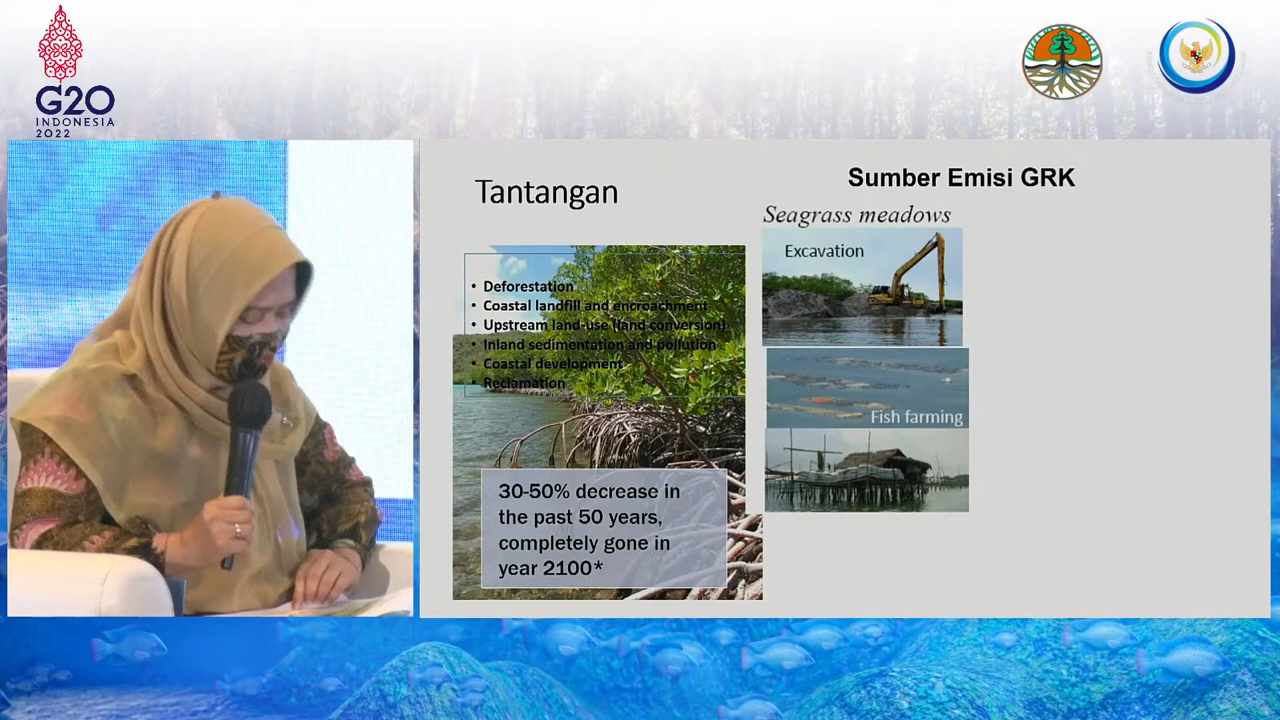 G20
INDONESIA
2022
Tantangan
• Deforestation
• Coastal landfill and encroachment
• Upstream land-use (land conversion)
• Inland sedimentation and pollution
• Coastal development
• Reclamation
30-50% decrease in
the past 50 years,
completely gone in
year 2100*
Sumber Emisi GRK
Seagrass meadows
Excavation
Fish farming